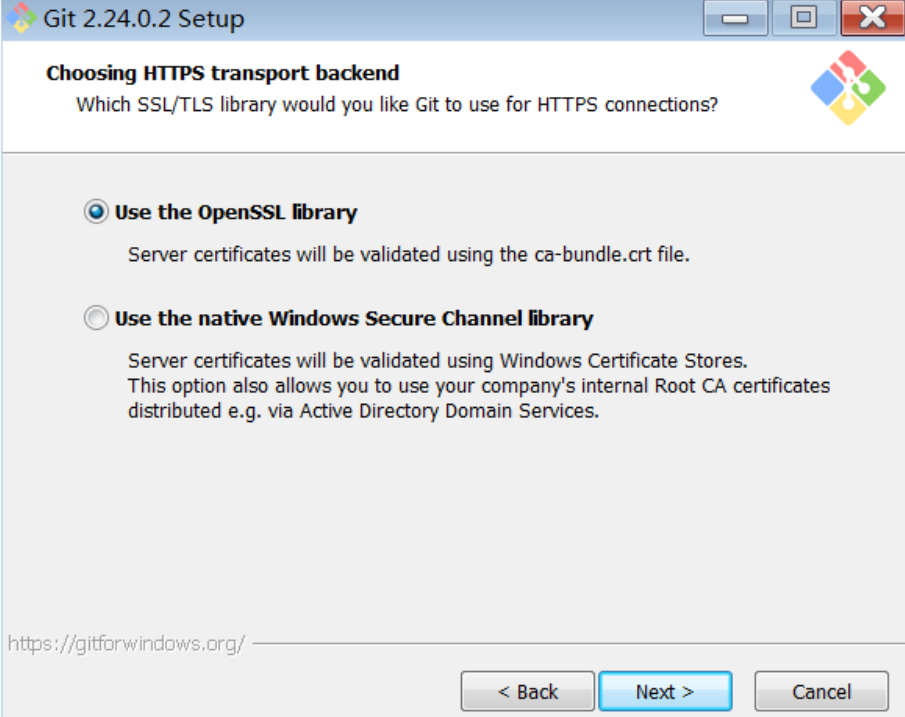 Git 2.24.0.2 Setup
Choosing HTTPS transport backend
Which SSL/TLS library would you like Git to use for HTTPS connections?
Use the OpenSSL library
Server certificates will be validated using the ca-bundle.crt file.
Use the native Windows Secure Channel library
Server certificates will be validated using Windows Certificate Stores.
This option also allows you to use your company's internal Root CA certificates
distributed e.g. via Active Directory Domain Services.
https://gitforwindows.org/
< Back
Next >
Cancel